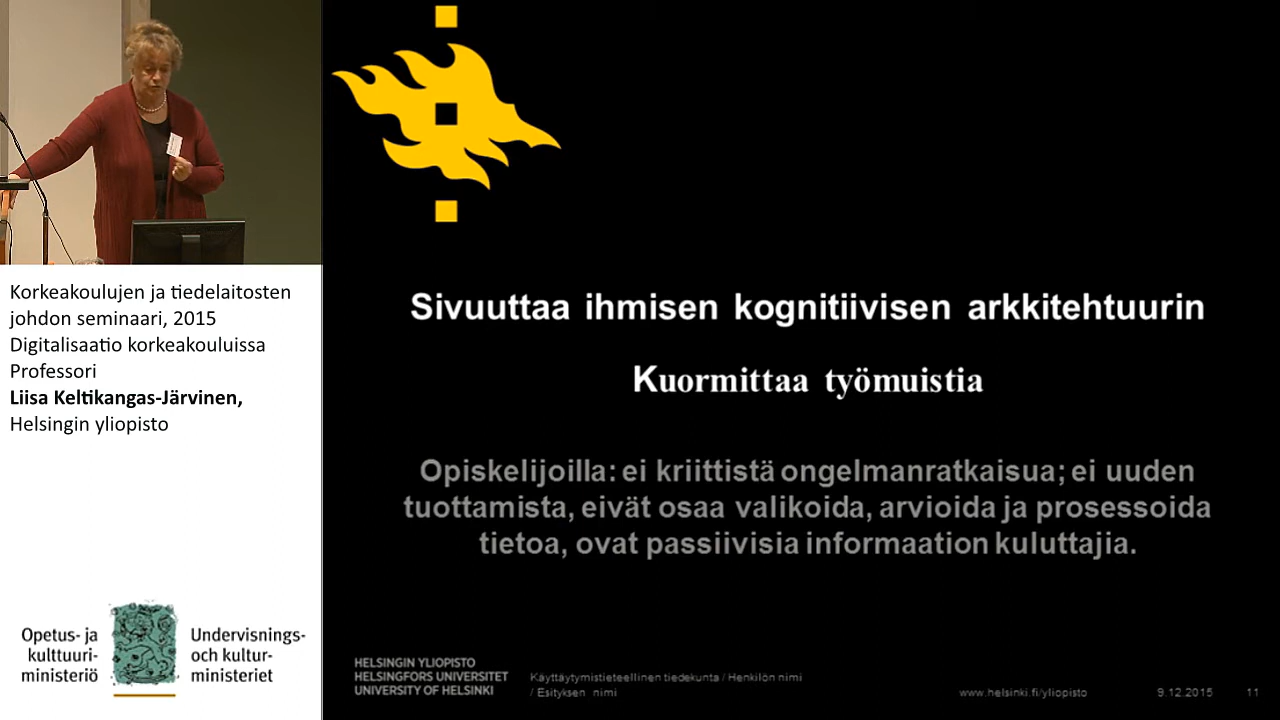 Korkeakoulujen ja tiedelaitosten
johdon seminaari, 2015
Digitalisaatio korkeakouluissa
Professori
Liisa Keltikangas-Järvinen,
Helsingin yliopisto
Opetus- ja
kulttuuri-
ministeriö
Undervisnings-
och kultur-
ministeriet
Sivuuttaa ihmisen kognitiivisen arkkitehtuurin
Kuormittaa työmuistia
Opiskelijoilla: ei kriittistä ongelmanratkaisua; ei uuden
tuottamista, eivät osaa valikoida, arvioida ja prosessoida
tietoa, ovat passiivisia informaation kuluttajia.
HELSINGIN YLIOPISTO
HELSINGFORS UNIVERSITET
UNIVERSITY OF HELSINKI
Käyttäytymistieteellinen tiedekunta / Henkilön nimi
/ Esityksen nimi
www.helsinki.fi/yliopisto
9.12.2015
11